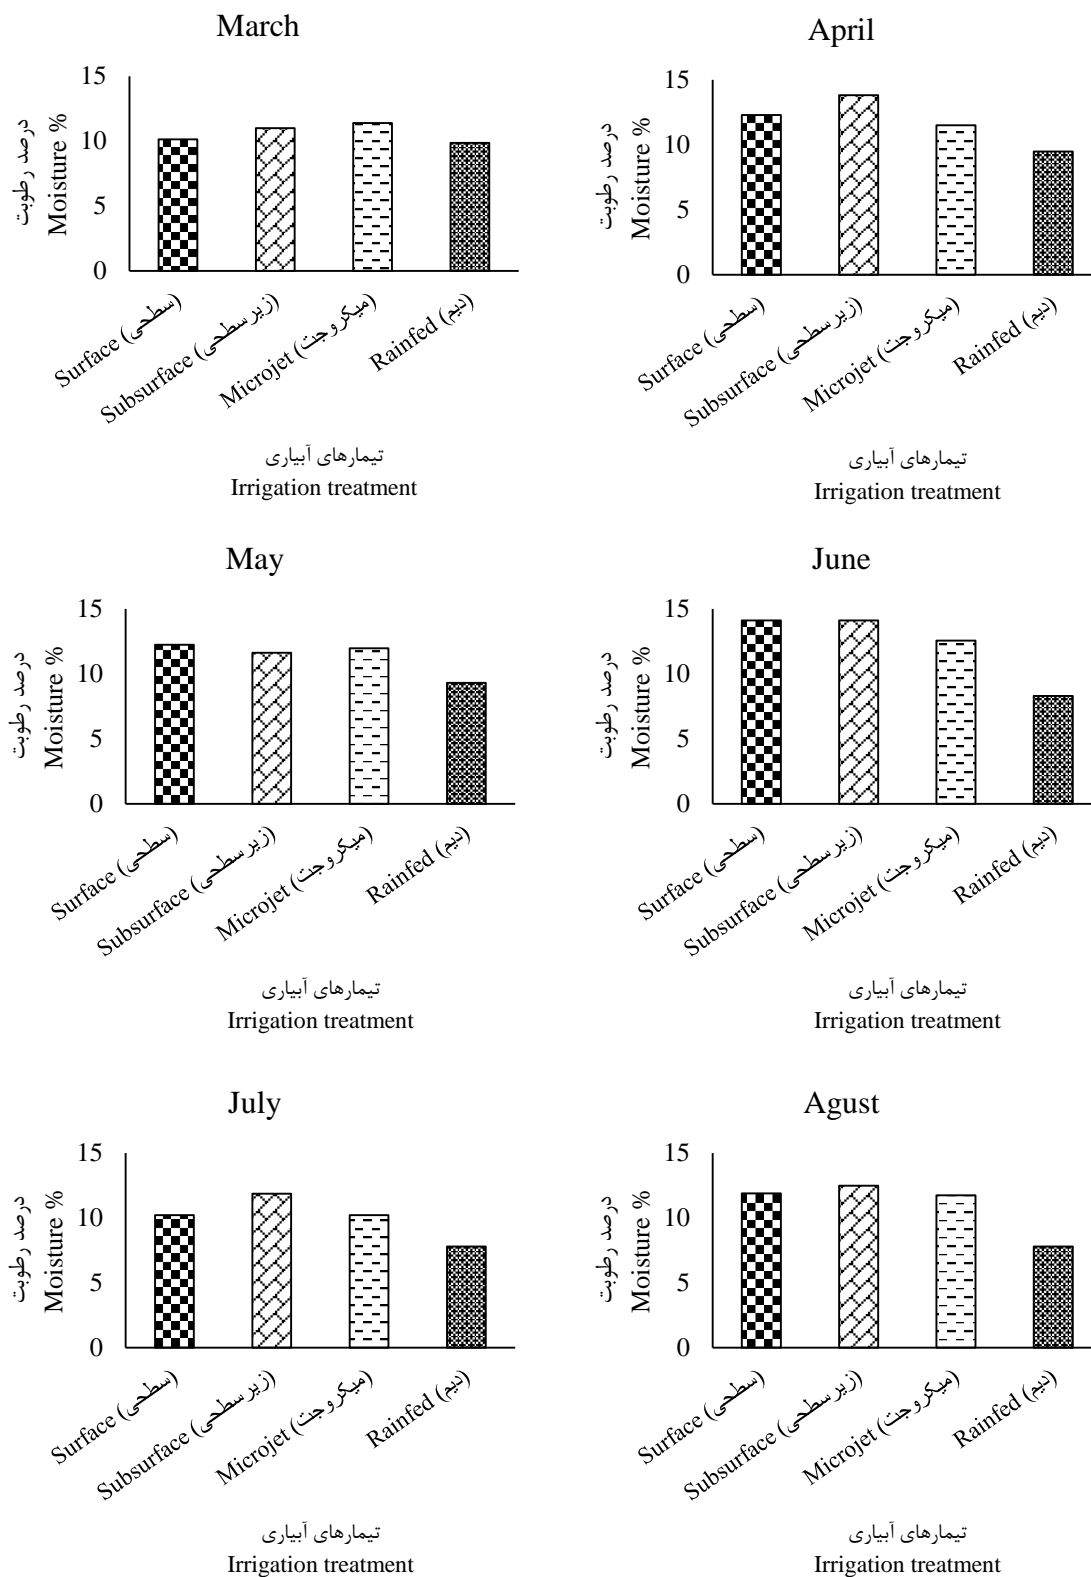 March
15
10
5
0
درصد رطوبت
Moisture %
Surface (سطحی)
Subsurface (زیرسطحی)
Microjet (میکروجت)
Rainfed (دیم)
تیمارهای آبیاری
Irrigation treatment
April
15
10
5
0
درصد رطوبت
Moisture %
Surface (سطحی)
Subsurface (زیرسطحی)
Microjet (میکروجت)
Rainfed (دیم)
تیمارهای آبیاری
Irrigation treatment
May
15
10
5
0
درصد رطوبت
Moisture %
Surface (سطحی)
Subsurface (زیرسطحی)
Microjet (میکروجت)
Rainfed (دیم)
تیمارهای آبیاری
Irrigation treatment
June
15
10
5
0
درصد رطوبت
Moisture %
Surface (سطحی)
Subsurface (زیرسطحی)
Microjet (میکروجت)
Rainfed (دیم)
تیمارهای آبیاری
Irrigation treatment
July
15
10
5
0
درصد رطوبت
Moisture %
Surface (سطحی)
Subsurface (زیرسطحی)
Microjet (میکروجت)
Rainfed (دیم)
تیمارهای آبیاری
Irrigation treatment
Agust
15
10
5
0
درصد رطوبت
Moisture %
Surface (سطحی)
Subsurface (زیرسطحی)
Microjet (میکروجت)
Rainfed (دیم)
تیمارهای آبیاری
Irrigation treatment